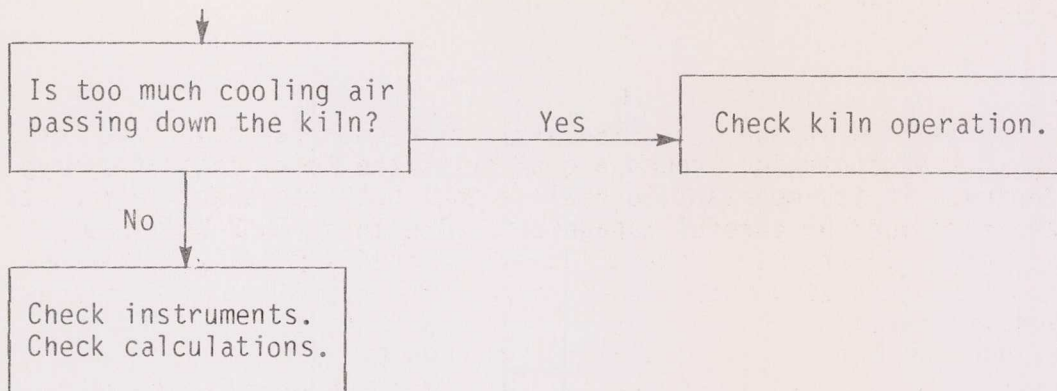 Is too much cooling air
passing down the kiln?
Yes
Check kiln operation.
No
Check instruments.
Check calculations.